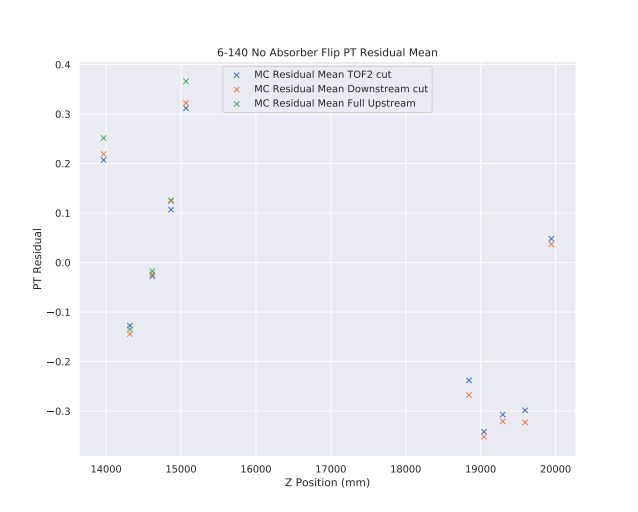 6-140 No Absorber Flip PT Residual Mean
MC Residual Mean TOF2 cut
MC Residual Mean Downstream cut
MC Residual Mean Full Upstream
PT Residual
0.4
0.3
0.2
0.1
0.0
−0.1
−0.2
−0.3
14000 15000 16000 17000 18000 19000 20000
Z Position (mm)